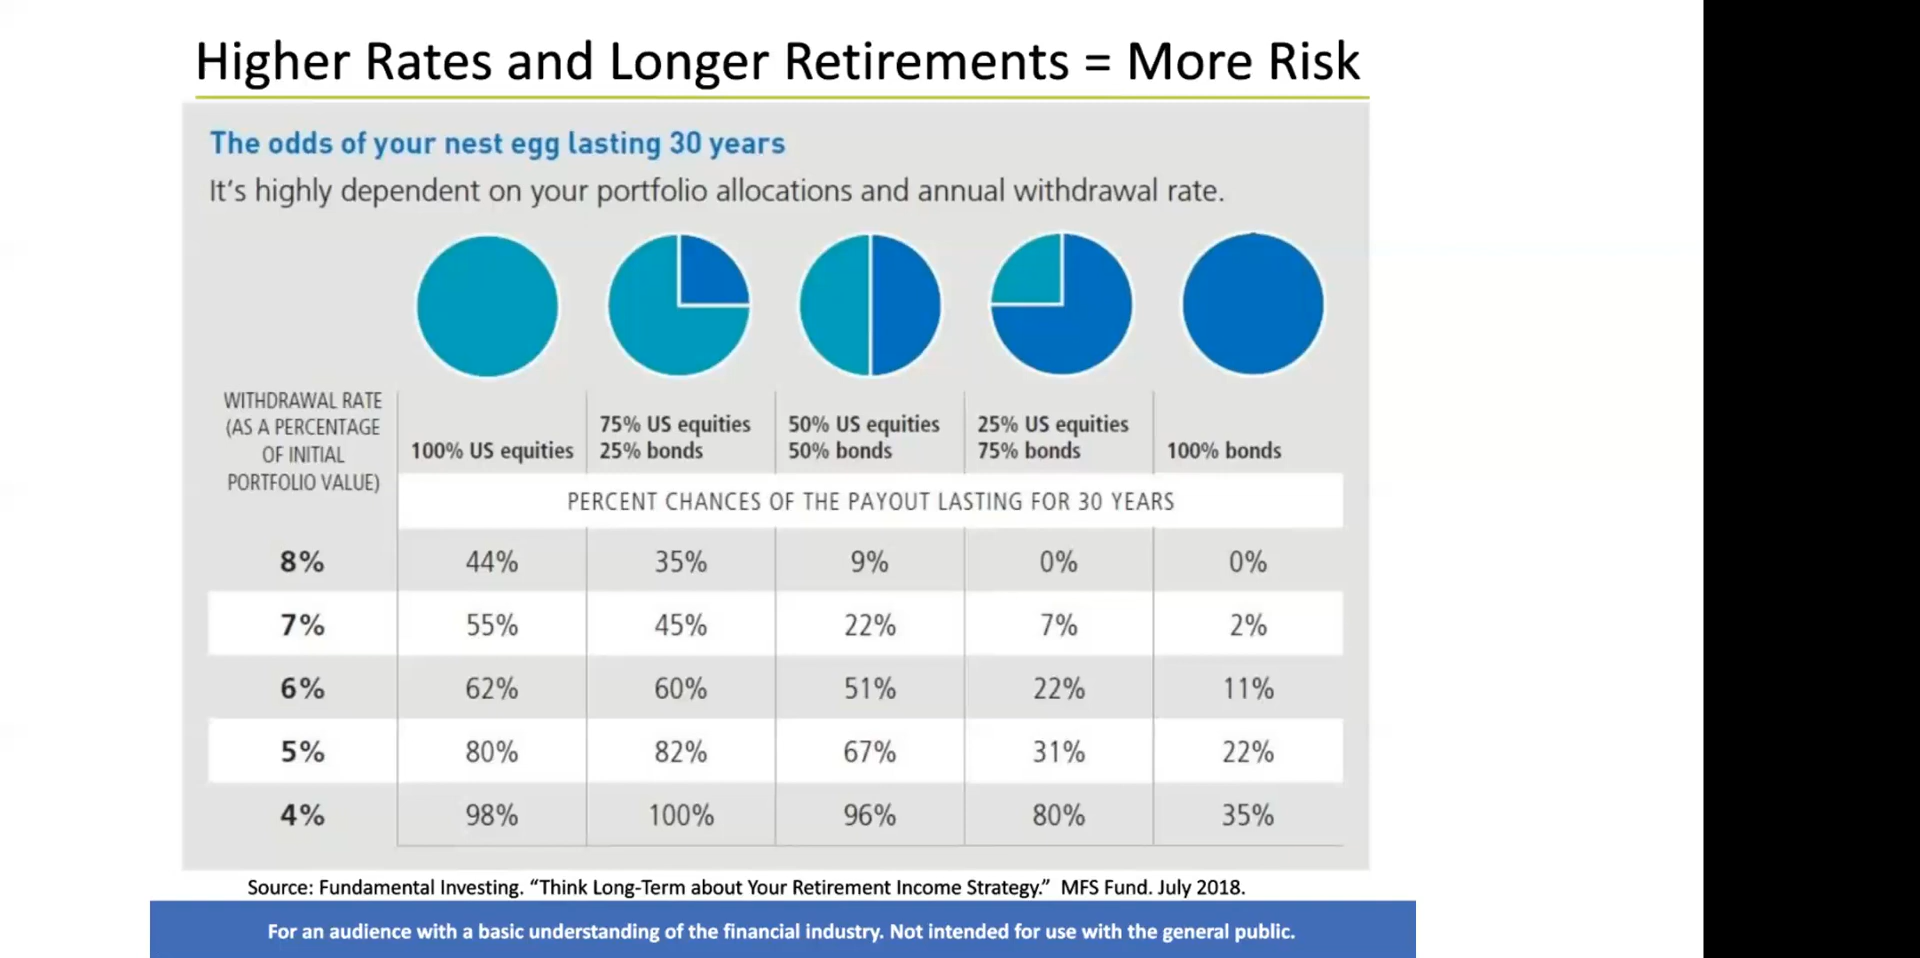 Higher Rates and Longer Retirements = More Risk
The odds of your nest egg lasting 30 years
It's highly dependent on your portfolio allocations and annual withdrawal rate.
WITHDRAWAL RATE
(AS A PERCENTAGE
OF INITIAL
PORTFOLIO VALUE)
100% US equities
75% US equities
25% bonds
50% US equities
50% bonds
25% US equities
75% bonds
100% bonds
PERCENT CHANCES OF THE PAYOUT LASTING FOR 30 YEARS
8% 44% 35% 9% 0% 0%
7% 55% 45% 22% 7% 2%
6% 62% 60% 51% 22% 11%
5% 80% 82% 67% 31% 22%
4% 98% 100% 96% 80% 35%
Source: Fundamental Investing. “Think Long-Term about Your Retirement Income Strategy.” MFS Fund. July 2018.
For an audience with a basic understanding of the financial industry. Not intended for use with the general public.